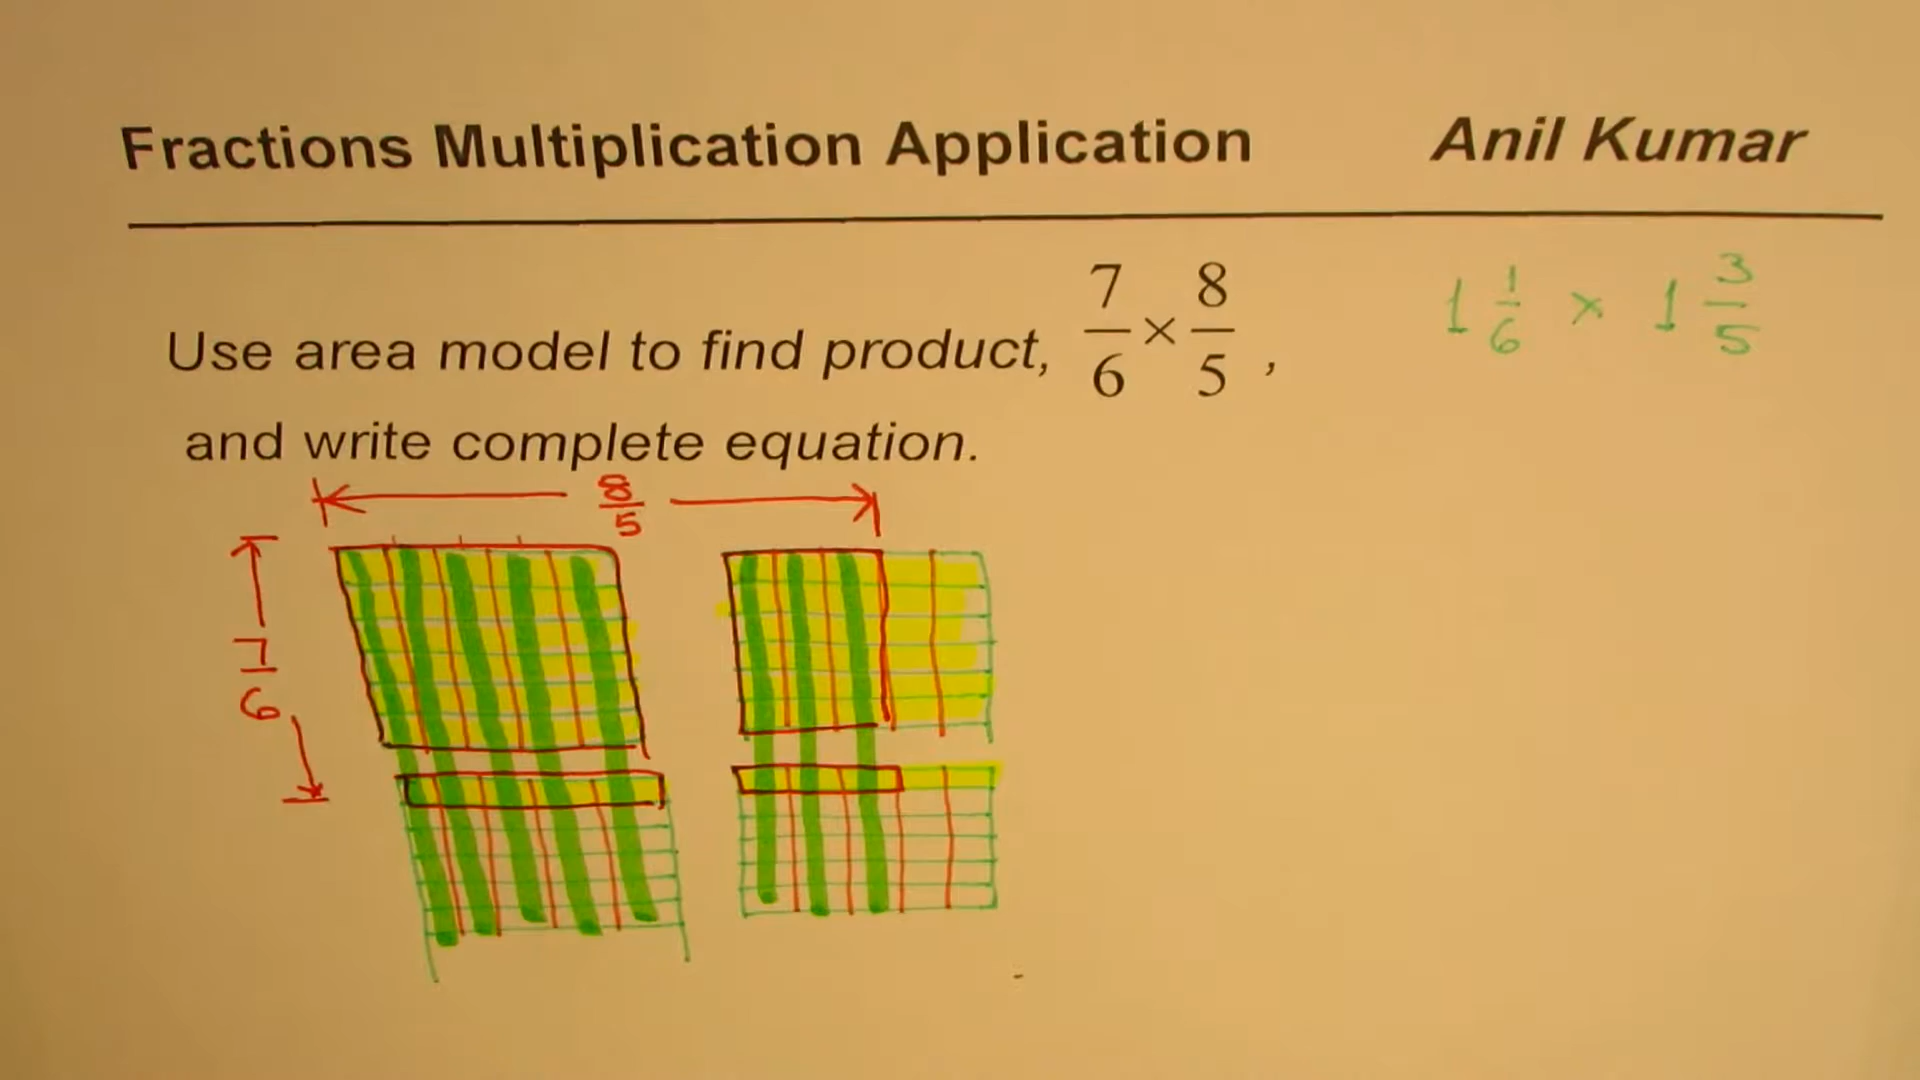 Fractions Multiplication Application Anil Kumar
Use area model to find product, 7/6 × 8/5 , 1 1/6 × 1 3/5
and write complete equation.
8/5
7/6